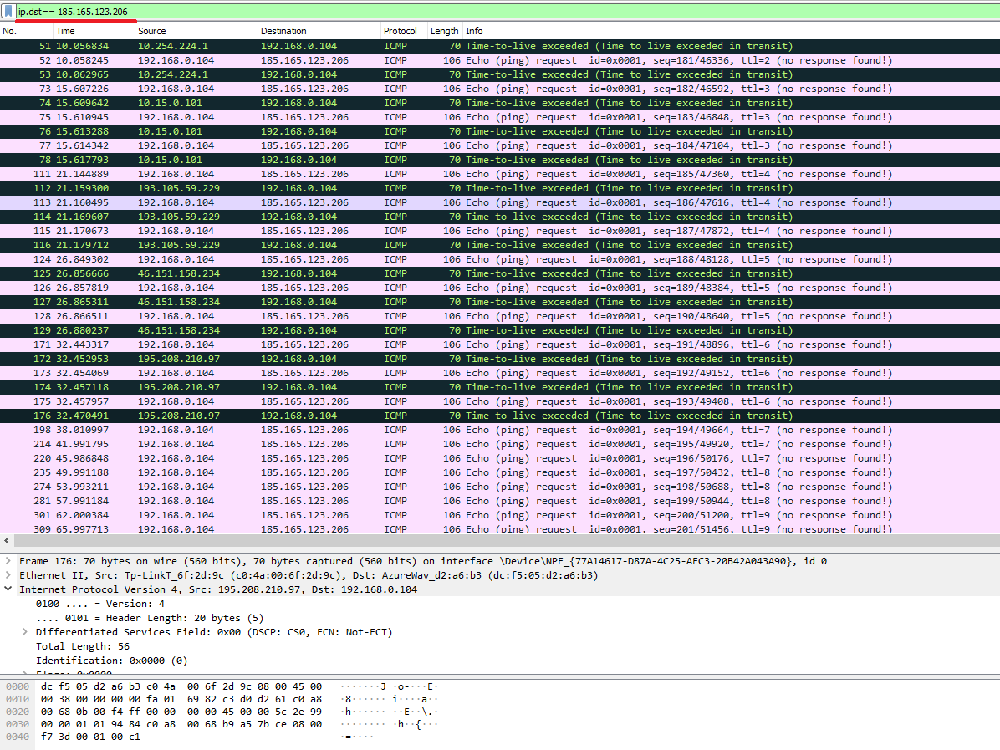 ip.dst== 185.165.123.206
No. Time Source Destination Protocol Length Info
51 10.056834 10.254.224.1 192.168.0.104 ICMP 70 Time-to-live exceeded (Time to live exceeded in transit)
52 10.058245 192.168.0.104 185.165.123.206 ICMP 106 Echo (ping) request id=0x0001, seq=181/46336, ttl=2 (no response found!)
53 10.062965 10.254.224.1 192.168.0.104 ICMP 70 Time-to-live exceeded (Time to live exceeded in transit)
73 15.607226 192.168.0.104 185.165.123.206 ICMP 106 Echo (ping) request id=0x0001, seq=182/46592, ttl=3 (no response found!)
74 15.609642 10.15.0.101 192.168.0.104 ICMP 70 Time-to-live exceeded (Time to live exceeded in transit)
75 15.610945 192.168.0.104 185.165.123.206 ICMP 106 Echo (ping) request id=0x0001, seq=183/46848, ttl=3 (no response found!)
76 15.613288 10.15.0.101 192.168.0.104 ICMP 70 Time-to-live exceeded (Time to live exceeded in transit)
77 15.614342 192.168.0.104 185.165.123.206 ICMP 106 Echo (ping) request id=0x0001, seq=184/47104, ttl=3 (no response found!)
78 15.617793 10.15.0.101 192.168.0.104 ICMP 70 Time-to-live exceeded (Time to live exceeded in transit)
111 21.144889 192.168.0.104 185.165.123.206 ICMP 106 Echo (ping) request id=0x0001, seq=185/47360, ttl=4 (no response found!)
112 21.159300 193.105.59.229 192.168.0.104 ICMP 70 Time-to-live exceeded (Time to live exceeded in transit)
113 21.160495 192.168.0.104 185.165.123.206 ICMP 106 Echo (ping) request id=0x0001, seq=186/47616, ttl=4 (no response found!)
114 21.169607 193.105.59.229 192.168.0.104 ICMP 70 Time-to-live exceeded (Time to live exceeded in transit)
115 21.170673 192.168.0.104 185.165.123.206 ICMP 106 Echo (ping) request id=0x0001, seq=187/47872, ttl=4 (no response found!)
116 21.179712 193.105.59.229 192.168.0.104 ICMP 70 Time-to-live exceeded (Time to live exceeded in transit)
124 26.849302 192.168.0.104 185.165.123.206 ICMP 106 Echo (ping) request id=0x0001, seq=188/48128, ttl=5 (no response found!)
125 26.856666 46.151.158.234 192.168.0.104 ICMP 70 Time-to-live exceeded (Time to live exceeded in transit)
126 26.857819 192.168.0.104 185.165.123.206 ICMP 106 Echo (ping) request id=0x0001, seq=189/48384, ttl=5 (no response found!)
127 26.865311 46.151.158.234 192.168.0.104 ICMP 70 Time-to-live exceeded (Time to live exceeded in transit)
128 26.866511 192.168.0.104 185.165.123.206 ICMP 106 Echo (ping) request id=0x0001, seq=190/48640, ttl=5 (no response found!)
129 26.880237 46.151.158.234 192.168.0.104 ICMP 70 Time-to-live exceeded (Time to live exceeded in transit)
171 32.443317 192.168.0.104 185.165.123.206 ICMP 106 Echo (ping) request id=0x0001, seq=191/48896, ttl=6 (no response found!)
172 32.452953 195.208.210.97 192.168.0.104 ICMP 70 Time-to-live exceeded (Time to live exceeded in transit)
173 32.454069 192.168.0.104 185.165.123.206 ICMP 106 Echo (ping) request id=0x0001, seq=192/49152, ttl=6 (no response found!)
174 32.457118 195.208.210.97 192.168.0.104 ICMP 70 Time-to-live exceeded (Time to live exceeded in transit)
175 32.457957 192.168.0.104 185.165.123.206 ICMP 106 Echo (ping) request id=0x0001, seq=193/49408, ttl=6 (no response found!)
176 32.470491 195.208.210.97 192.168.0.104 ICMP 70 Time-to-live exceeded (Time to live exceeded in transit)
198 38.010997 192.168.0.104 185.165.123.206 ICMP 106 Echo (ping) request id=0x0001, seq=194/49664, ttl=7 (no response found!)
214 41.991795 192.168.0.104 185.165.123.206 ICMP 106 Echo (ping) request id=0x0001, seq=195/49920, ttl=7 (no response found!)
220 45.986848 192.168.0.104 185.165.123.206 ICMP 106 Echo (ping) request id=0x0001, seq=196/50176, ttl=7 (no response found!)
235 49.991188 192.168.0.104 185.165.123.206 ICMP 106 Echo (ping) request id=0x0001, seq=197/50432, ttl=8 (no response found!)
274 53.993211 192.168.0.104 185.165.123.206 ICMP 106 Echo (ping) request id=0x0001, seq=198/50688, ttl=8 (no response found!)
281 57.991184 192.168.0.104 185.165.123.206 ICMP 106 Echo (ping) request id=0x0001, seq=199/50944, ttl=8 (no response found!)
301 62.000384 192.168.0.104 185.165.123.206 ICMP 106 Echo (ping) request id=0x0001, seq=200/51200, ttl=9 (no response found!)
309 65.997713 192.168.0.104 185.165.123.206 ICMP 106 Echo (ping) request id=0x0001, seq=201/51456, ttl=9 (no response found!)
Frame 176: 70 bytes on wire (560 bits), 70 bytes captured (560 bits) on interface \Device\NPF_{77A14617-D87A-4C25-AEC3-20B42A043A90}, id 0
Ethernet II, Src: Tp-LinkT_6f:2d:9c (c0:4a:00:6f:2d:9c), Dst: AzureWav_d2:a6:b3 (dc:f5:05:d2:a6:b3)
Internet Protocol Version 4, Src: 195.208.210.97, Dst: 192.168.0.104
0100 .... = Version: 4
.... 0101 = Header Length: 20 bytes (5)
Differentiated Services Field: 0x00 (DSCP: CS0, ECN: Not-ECT)
Total Length: 56
Identification: 0x0000 (0)
Flags: 0x0000
0000 dc f5 05 d2 a6 b3 c0 4a 00 6f 2d 9c 08 00 45 00 ·······J ·o-···E·
0010 00 38 00 00 00 00 fa 01 69 82 c3 d0 d2 61 c0 a8 ·8······ i····a··
0020 00 68 0b 00 f4 ff 00 00 00 00 45 00 00 5c 2e 99 ·h······ ··E··\.·
0030 00 00 01 01 94 84 c0 a8 00 68 b9 a5 7b ce 08 00 ········ ·h··{···
0040 f7 3d 00 01 00 c1 ·=····